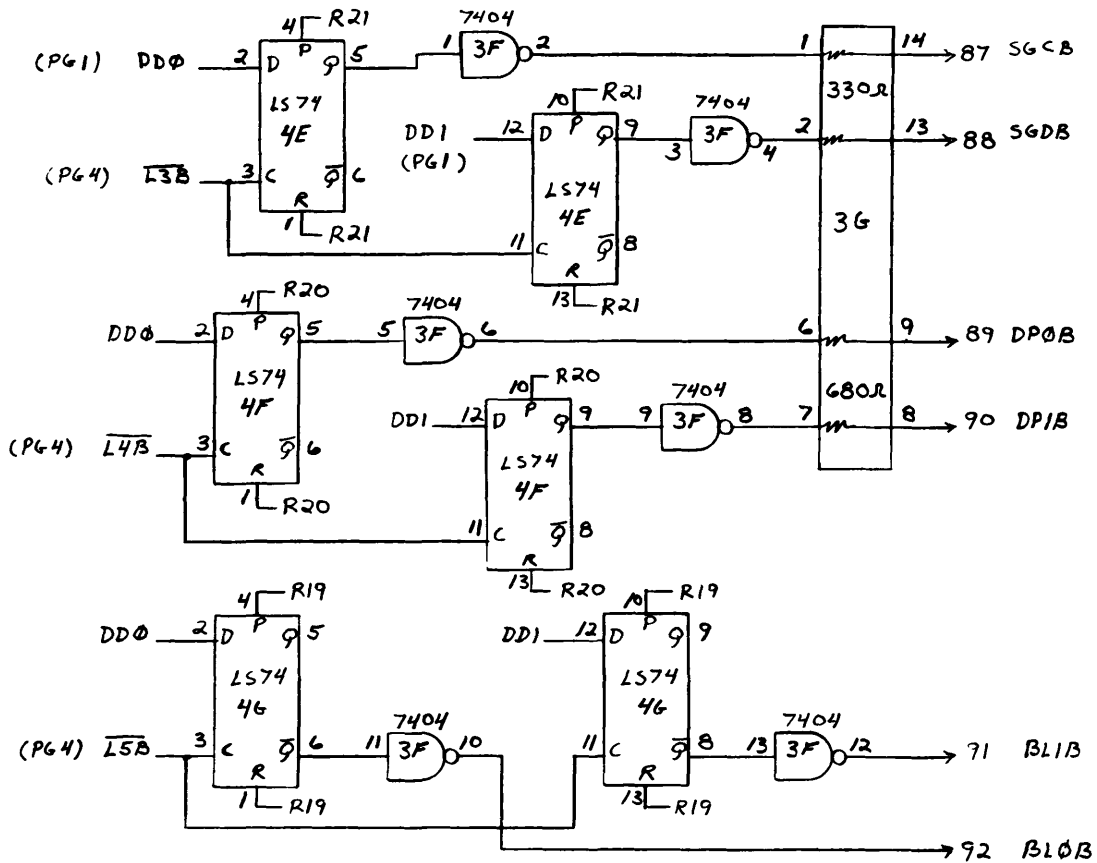 4 R21 7404
(PG1) DDØ 2 D P Q 5 1 3F 2 1 14 87 SGCB
LS74 4E 330Ω
10 R21 7404
DD1 12 D P Q 9 3 3F 4 2 13 88 SGDB
(PG1)
(PG4) L3B 3 C Q 6
R
1 R21
LS74 4E 3G
11 C Q 8
R
13 R21
4 R20 7404
DDØ 2 D P Q 5 5 3F 6 6 9 89 DPØB
LS74 4F
10 R20 7404 680Ω
DD1 12 D P Q 9 9 3F 8 7 8 90 DP1B
(PG4) L4B 3 C Q 6
R
1 R20
LS74 4F
11 C Q 8
R
13 R20
4 R19 10 R19
DDØ 2 D P Q 5 DD1 12 D P Q 9
LS74 LS74
4G 4G
7404 7404
(PG4) L5B 3 C Q 6 11 3F 10 11 C Q 8 13 3F 12 91 BL1B
R R
1 R19 13 R19
92 BLØB